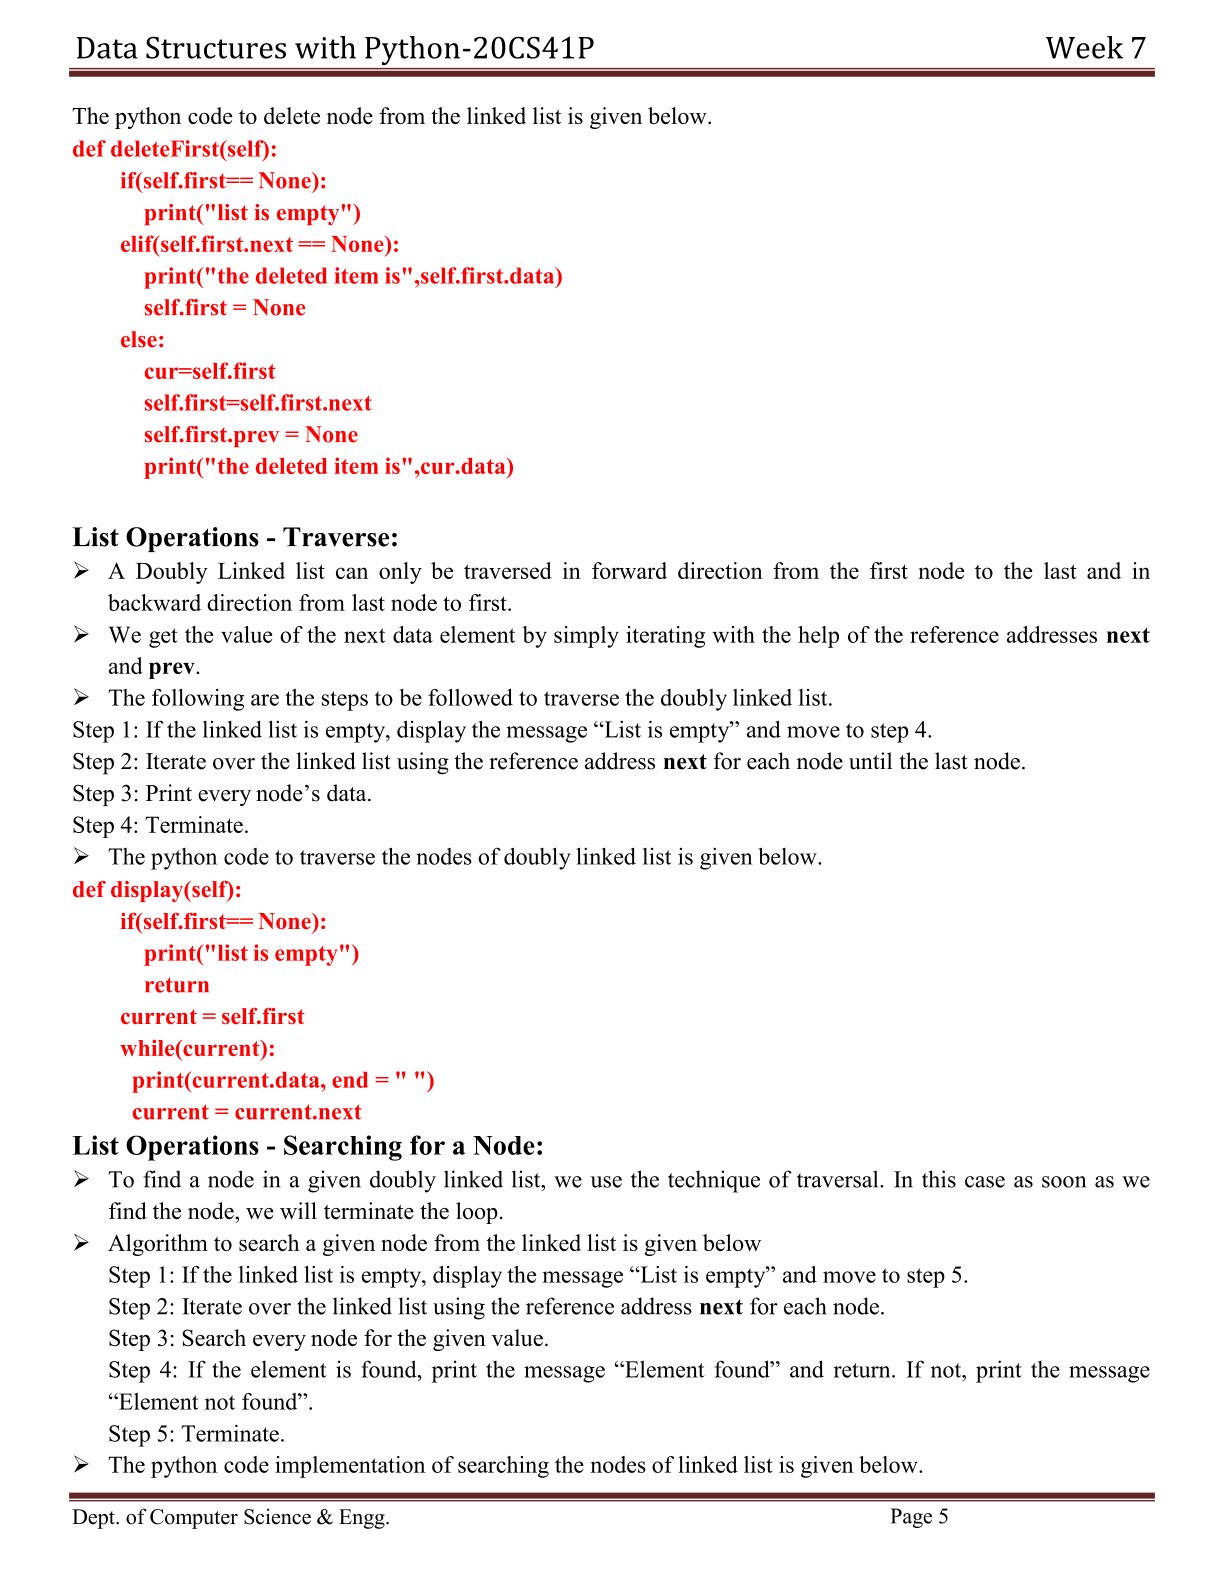 Data Structures with Python-20CS41P Week 7
The python code to delete node from the linked list is given below.
def deleteFirst(self):
if(self.first== None):
print("list is empty")
elif(self.first.next == None):
print("the deleted item is",self.first.data)
self.first = None
else:
cur=self.first
self.first=self.first.next
self.first.prev = None
print("the deleted item is",cur.data)
List Operations - Traverse:
➢ A Doubly Linked list can only be traversed in forward direction from the first node to the last and in
backward direction from last node to first.
➢ We get the value of the next data element by simply iterating with the help of the reference addresses next
and prev.
➢ The following are the steps to be followed to traverse the doubly linked list.
Step 1: If the linked list is empty, display the message “List is empty” and move to step 4.
Step 2: Iterate over the linked list using the reference address next for each node until the last node.
Step 3: Print every node’s data.
Step 4: Terminate.
➢ The python code to traverse the nodes of doubly linked list is given below.
def display(self):
if(self.first== None):
print("list is empty")
return
current = self.first
while(current):
print(current.data, end = " ")
current = current.next
List Operations - Searching for a Node:
➢ To find a node in a given doubly linked list, we use the technique of traversal. In this case as soon as we
find the node, we will terminate the loop.
➢ Algorithm to search a given node from the linked list is given below
Step 1: If the linked list is empty, display the message “List is empty” and move to step 5.
Step 2: Iterate over the linked list using the reference address next for each node.
Step 3: Search every node for the given value.
Step 4: If the element is found, print the message “Element found” and return. If not, print the message
“Element not found”.
Step 5: Terminate.
➢ The python code implementation of searching the nodes of linked list is given below.
Dept. of Computer Science & Engg. Page 5